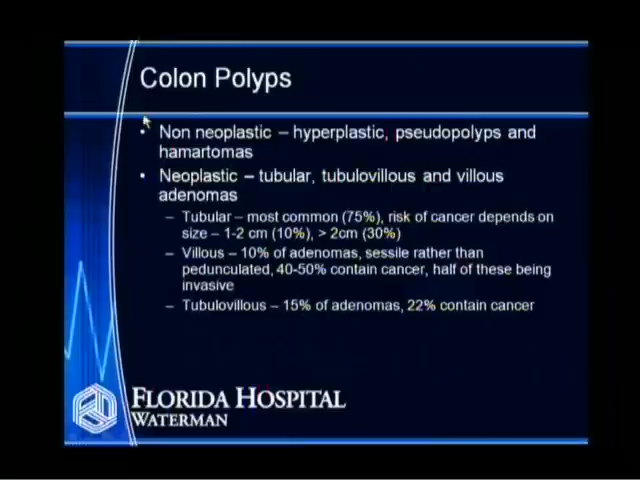 Colon Polyps
• Non neoplastic – hyperplastic, pseudopolyps and
hamartomas
• Neoplastic – tubular, tubulovillous and villous
adenomas
– Tubular – most common (75%), risk of cancer depends on
size – 1-2 cm (10%), > 2cm (30%)
– Villous – 10% of adenomas, sessile rather than
pedunculated, 40-50% contain cancer, half of these being
invasive
– Tubulovillous – 15% of adenomas, 22% contain cancer
FLORIDA HOSPITAL
WATERMAN